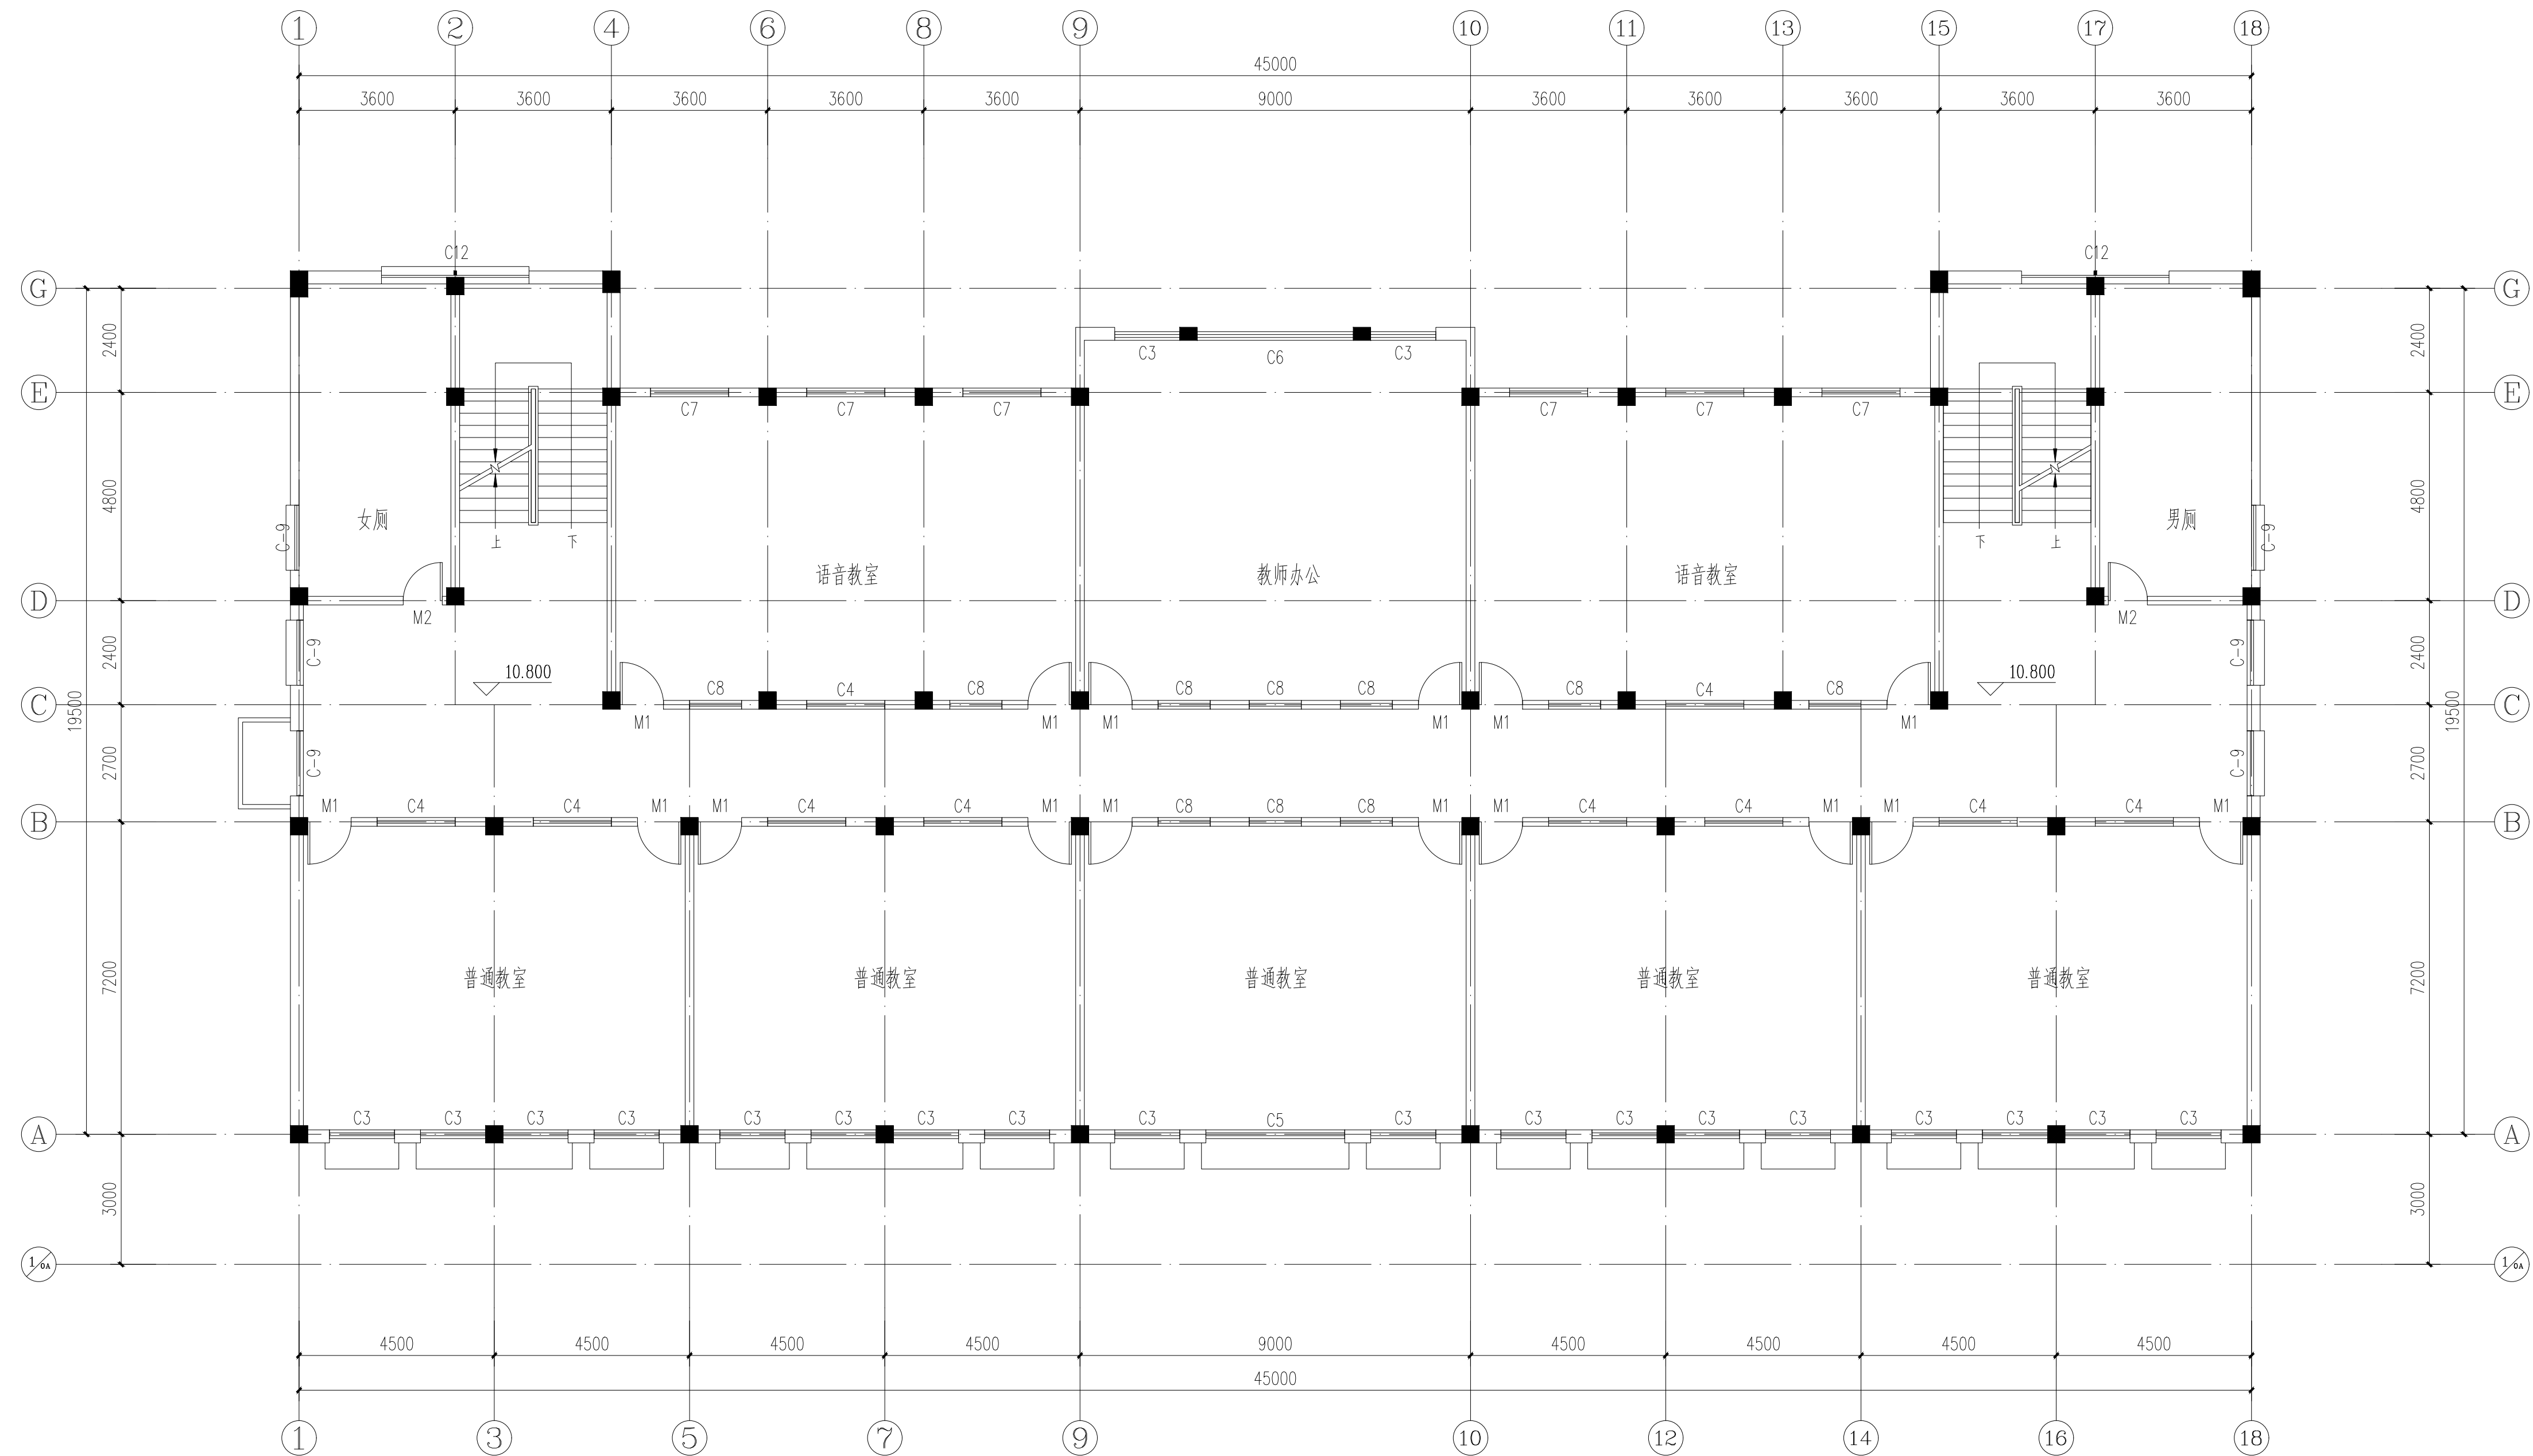 1 2 4 6 8 9 10 11 13 15 17 18
45000
3600 3600 3600 3600 3600 9000 3600 3600 3600 3600 3600
C12 C12
G G
2400 2400
C3 C6 C3
E E
C7 C7 C7 C7 C7 C7
4800 4800
女厕 男厕
C-9 C-9
上 下 下 上
语音教室 教师办公 语音教室
D D
M2 M2
2400 C-9 C-9 2400
10.800 10.800
C8 C4 C8 C8 C8 C8 C8 C4 C8
C C
19500 19500
M1 M1 M1 M1 M1 M1
2700 C-9 C-9 2700
M1 C4 C4 M1 M1 C4 C4 M1 M1 C8 C8 C8 M1 M1 C4 C4 M1 M1 C4 C4 M1
B B
7200 普通教室 普通教室 普通教室 普通教室 普通教室 7200
C3 C3 C3 C3 C3 C3 C3 C3 C3 C5 C3 C3 C3 C3 C3 C3 C3 C3 C3
A A
3000 3000
1/0A 1/0A
4500 4500 4500 4500 9000 4500 4500 4500 4500
45000
1 3 5 7 9 10 12 14 16 18